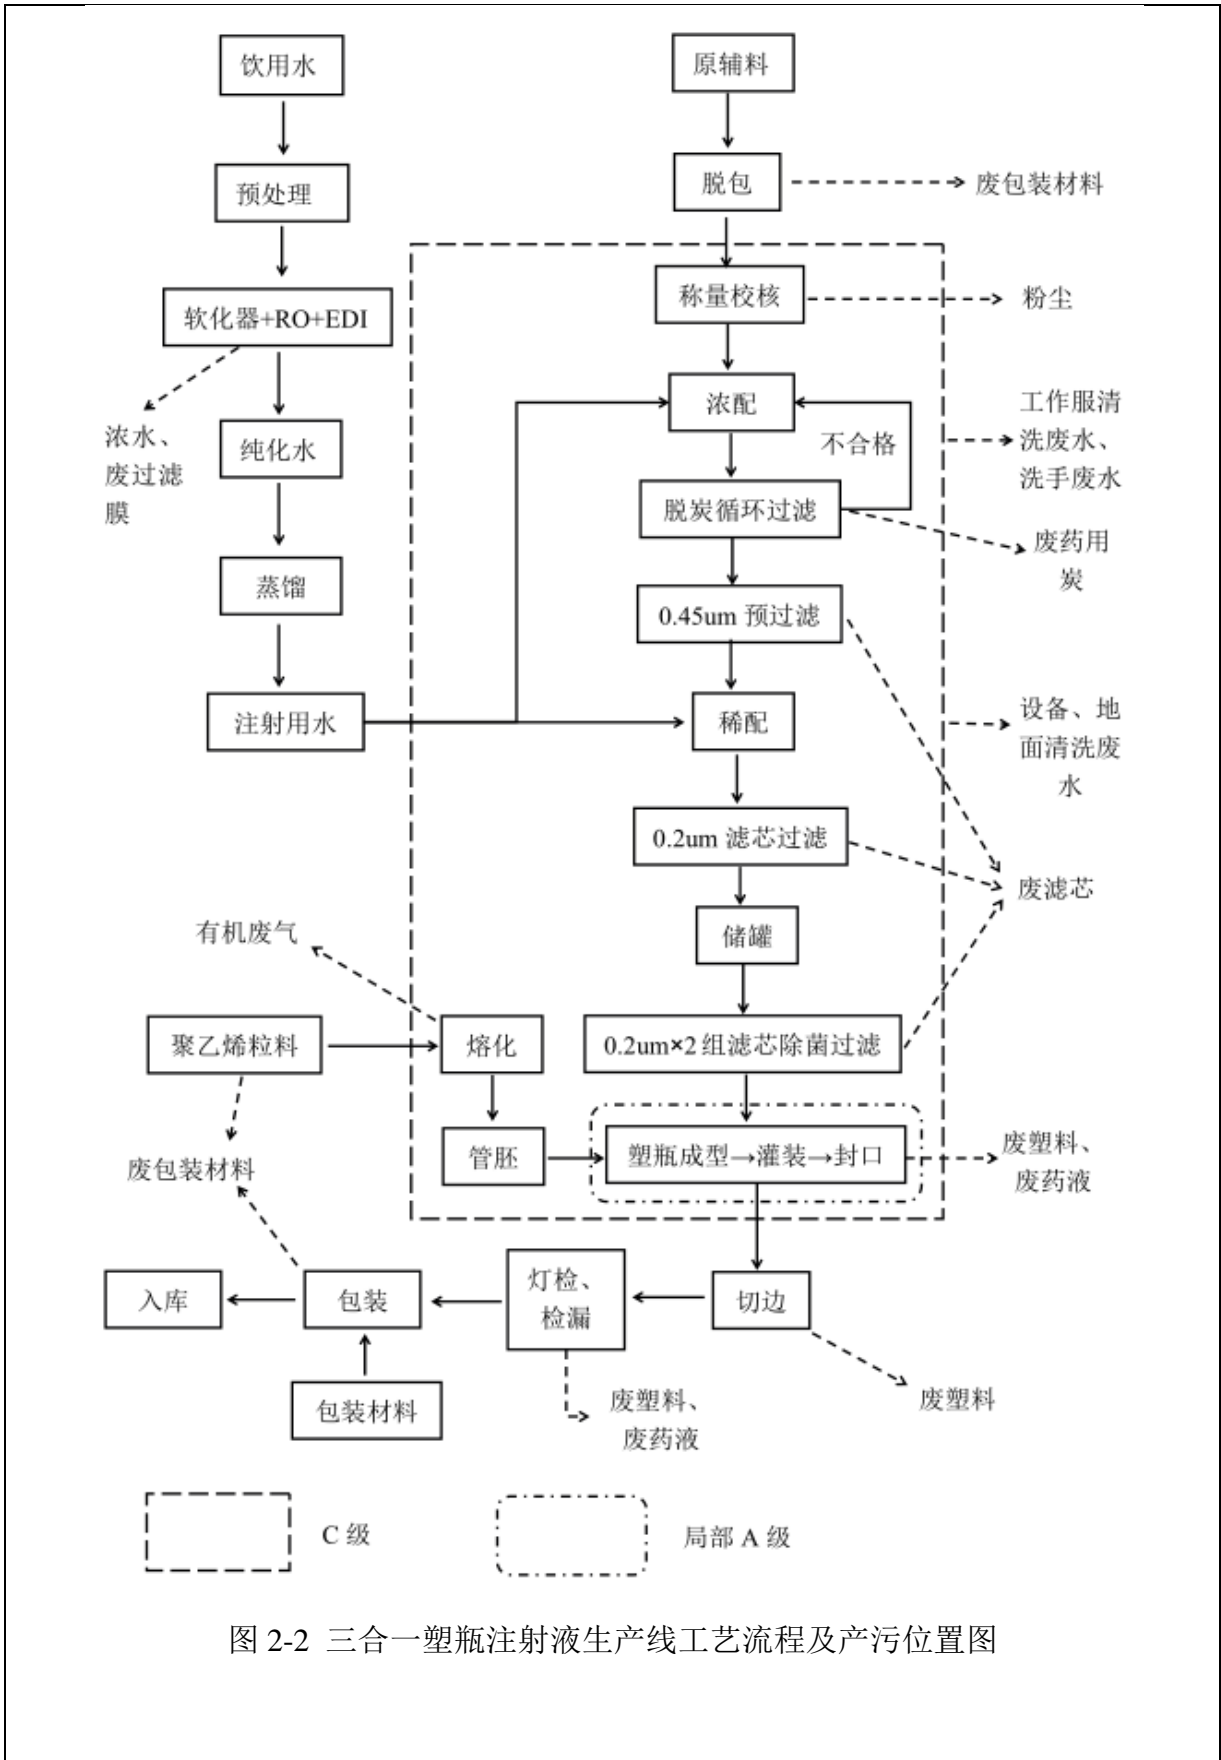 饮用水
原辅料
预处理
脱包
废包装材料
软化器+RO+EDI
称量校核
粉尘
浓水、
废过滤
膜
纯化水
浓配
不合格
工作服清
洗废水、
洗手废水
脱炭循环过滤
废药用
炭
蒸馏
0.45um 预过滤
注射用水
稀配
设备、地
面清洗废
水
0.2um 滤芯过滤
废滤芯
储罐
有机废气
聚乙烯粒料
熔化
0.2um×2 组滤芯除菌过滤
管胚
塑瓶成型→灌装→封口
废塑料、
废药液
废包装材料
入库
包装
灯检、
检漏
切边
包装材料
废塑料、
废药液
废塑料
C 级
局部 A 级
图 2-2 三合一塑瓶注射液生产线工艺流程及产污位置图